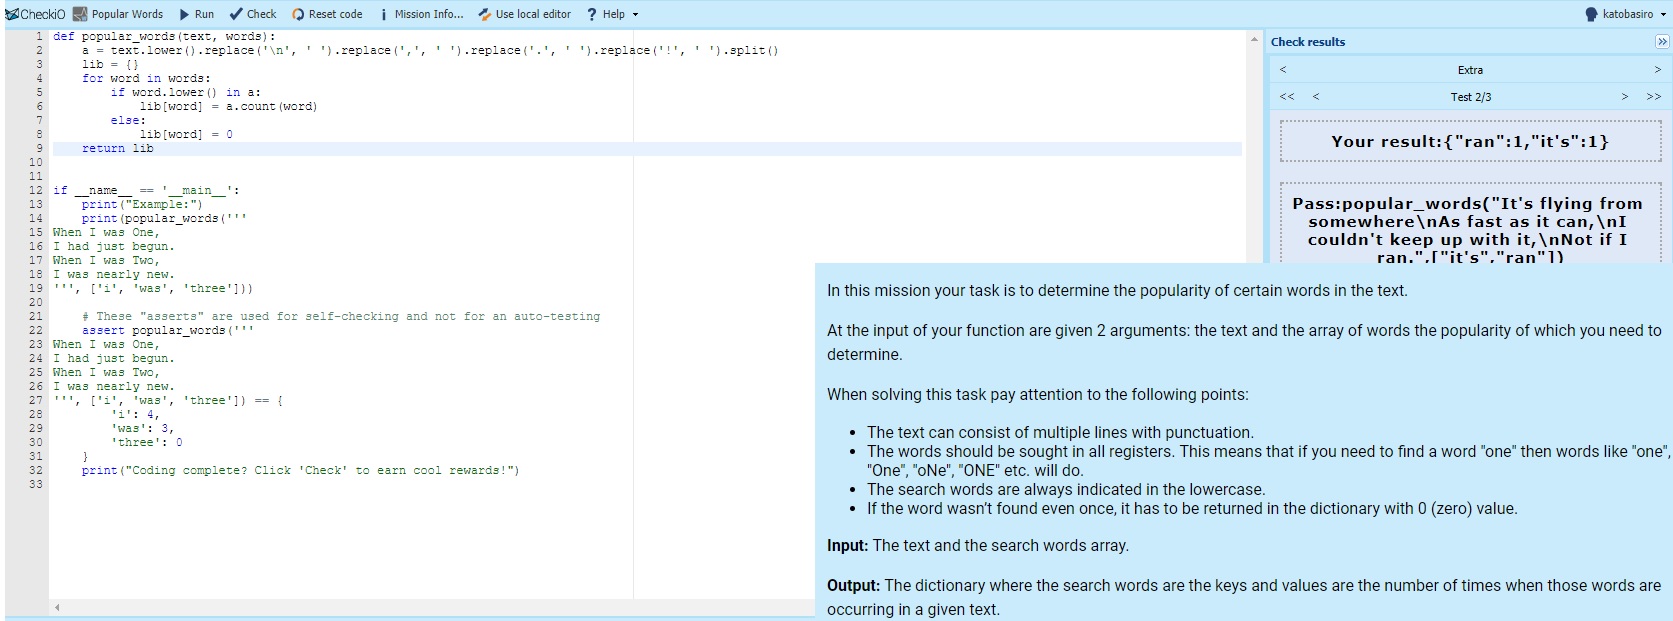 CheckiO Popular Words Run Check Reset code Mission Info... Use local editor Help katobasiro
1 def popular_words(text, words):
2 a = text.lower().replace('\n', ' ').replace(',', ' ').replace('.', ' ').replace('!', ' ').split()
3 lib = {}
4 for word in words:
5 if word.lower() in a:
6 lib[word] = a.count(word)
7 else:
8 lib[word] = 0
9 return lib
10
11
12 if __name__ == '__main__':
13 print("Example:")
14 print(popular_words('''
15 When I was One,
16 I had just begun.
17 When I was Two,
18 I was nearly new.
19 ''', ['i', 'was', 'three']))
20
21 # These "asserts" are used for self-checking and not for an auto-testing
22 assert popular_words('''
23 When I was One,
24 I had just begun.
25 When I was Two,
26 I was nearly new.
27 ''', ['i', 'was', 'three']) == {
28 'i': 4,
29 'was': 3,
30 'three': 0
31 }
32 print("Coding complete? Click 'Check' to earn cool rewards!")
33
Check results »
< Extra >
<< < Test 2/3 > >>
Your result:{"ran":1,"it's":1}
Pass:popular_words("It's flying from
somewhere\nAs fast as it can,\nI
couldn't keep up with it,\nNot if I
ran.",["it's","ran"])
In this mission your task is to determine the popularity of certain words in the text.
At the input of your function are given 2 arguments: the text and the array of words the popularity of which you need to
determine.
When solving this task pay attention to the following points:
• The text can consist of multiple lines with punctuation.
• The words should be sought in all registers. This means that if you need to find a word "one" then words like "one",
"One", "oNe", "ONE" etc. will do.
• The search words are always indicated in the lowercase.
• If the word wasn't found even once, it has to be returned in the dictionary with 0 (zero) value.
Input: The text and the search words array.
Output: The dictionary where the search words are the keys and values are the number of times when those words are
occurring in a given text.